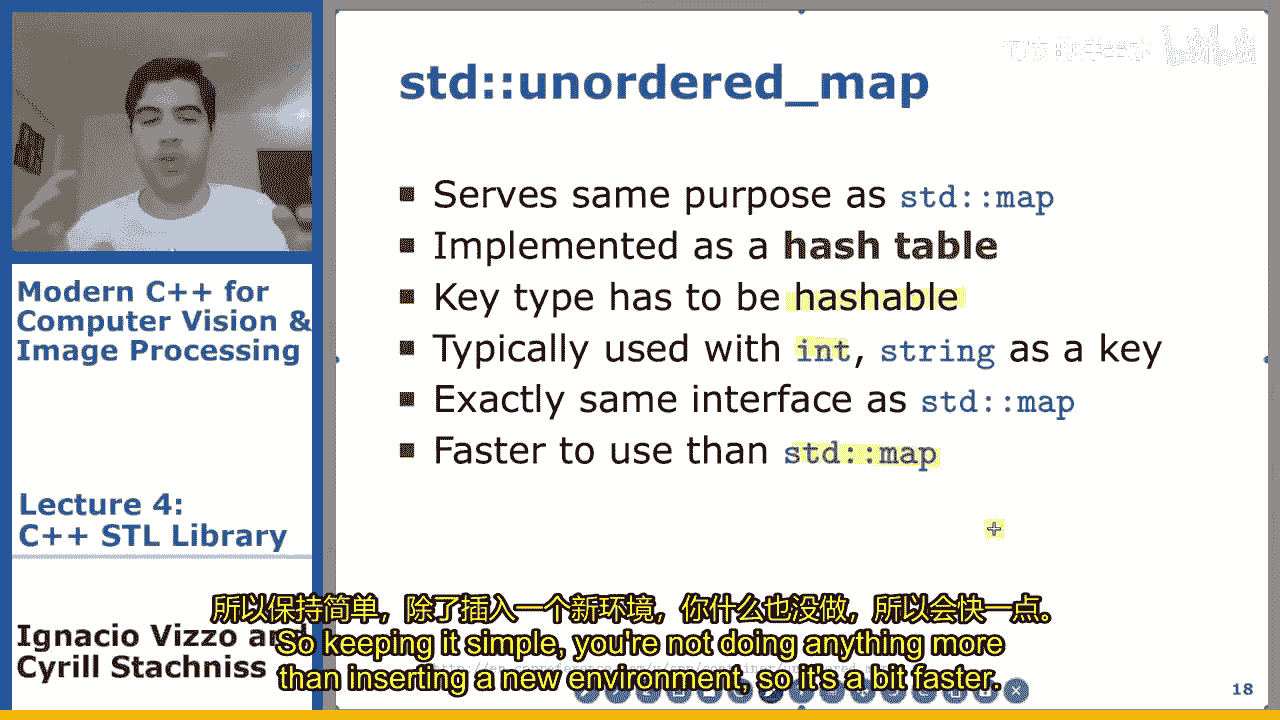 std::unordered_map
Serves same purpose as std::map
Implemented as a hash table
Key type has to be hashable
Typically used with int, string as a key
Exactly same interface as std::map
Faster to use than std::map
Modern C++ for
Computer Vision &
Image Processing
Lecture 4:
C++ STL Library
Ignacio Vizzo and
Cyrill Stachniss
所以保持简单，除了插入一个新环境，你什么也没做，所以会快一点。
So keeping it simple, you're not doing anything more
than inserting a new environment, so it's a bit faster.
18